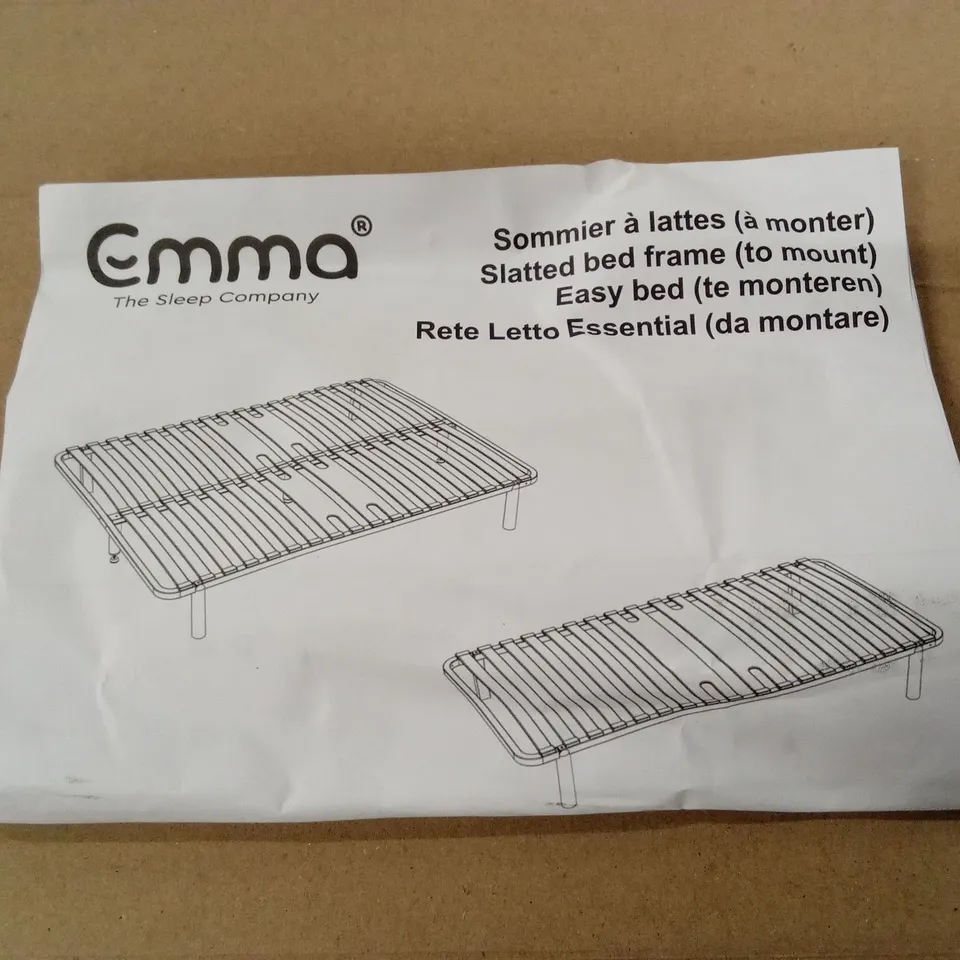 Emma®
The Sleep Company
Sommier à lattes (à monter)
Slatted bed frame (to mount)
Easy bed (te monteren)
Rete Letto Essential (da montare)